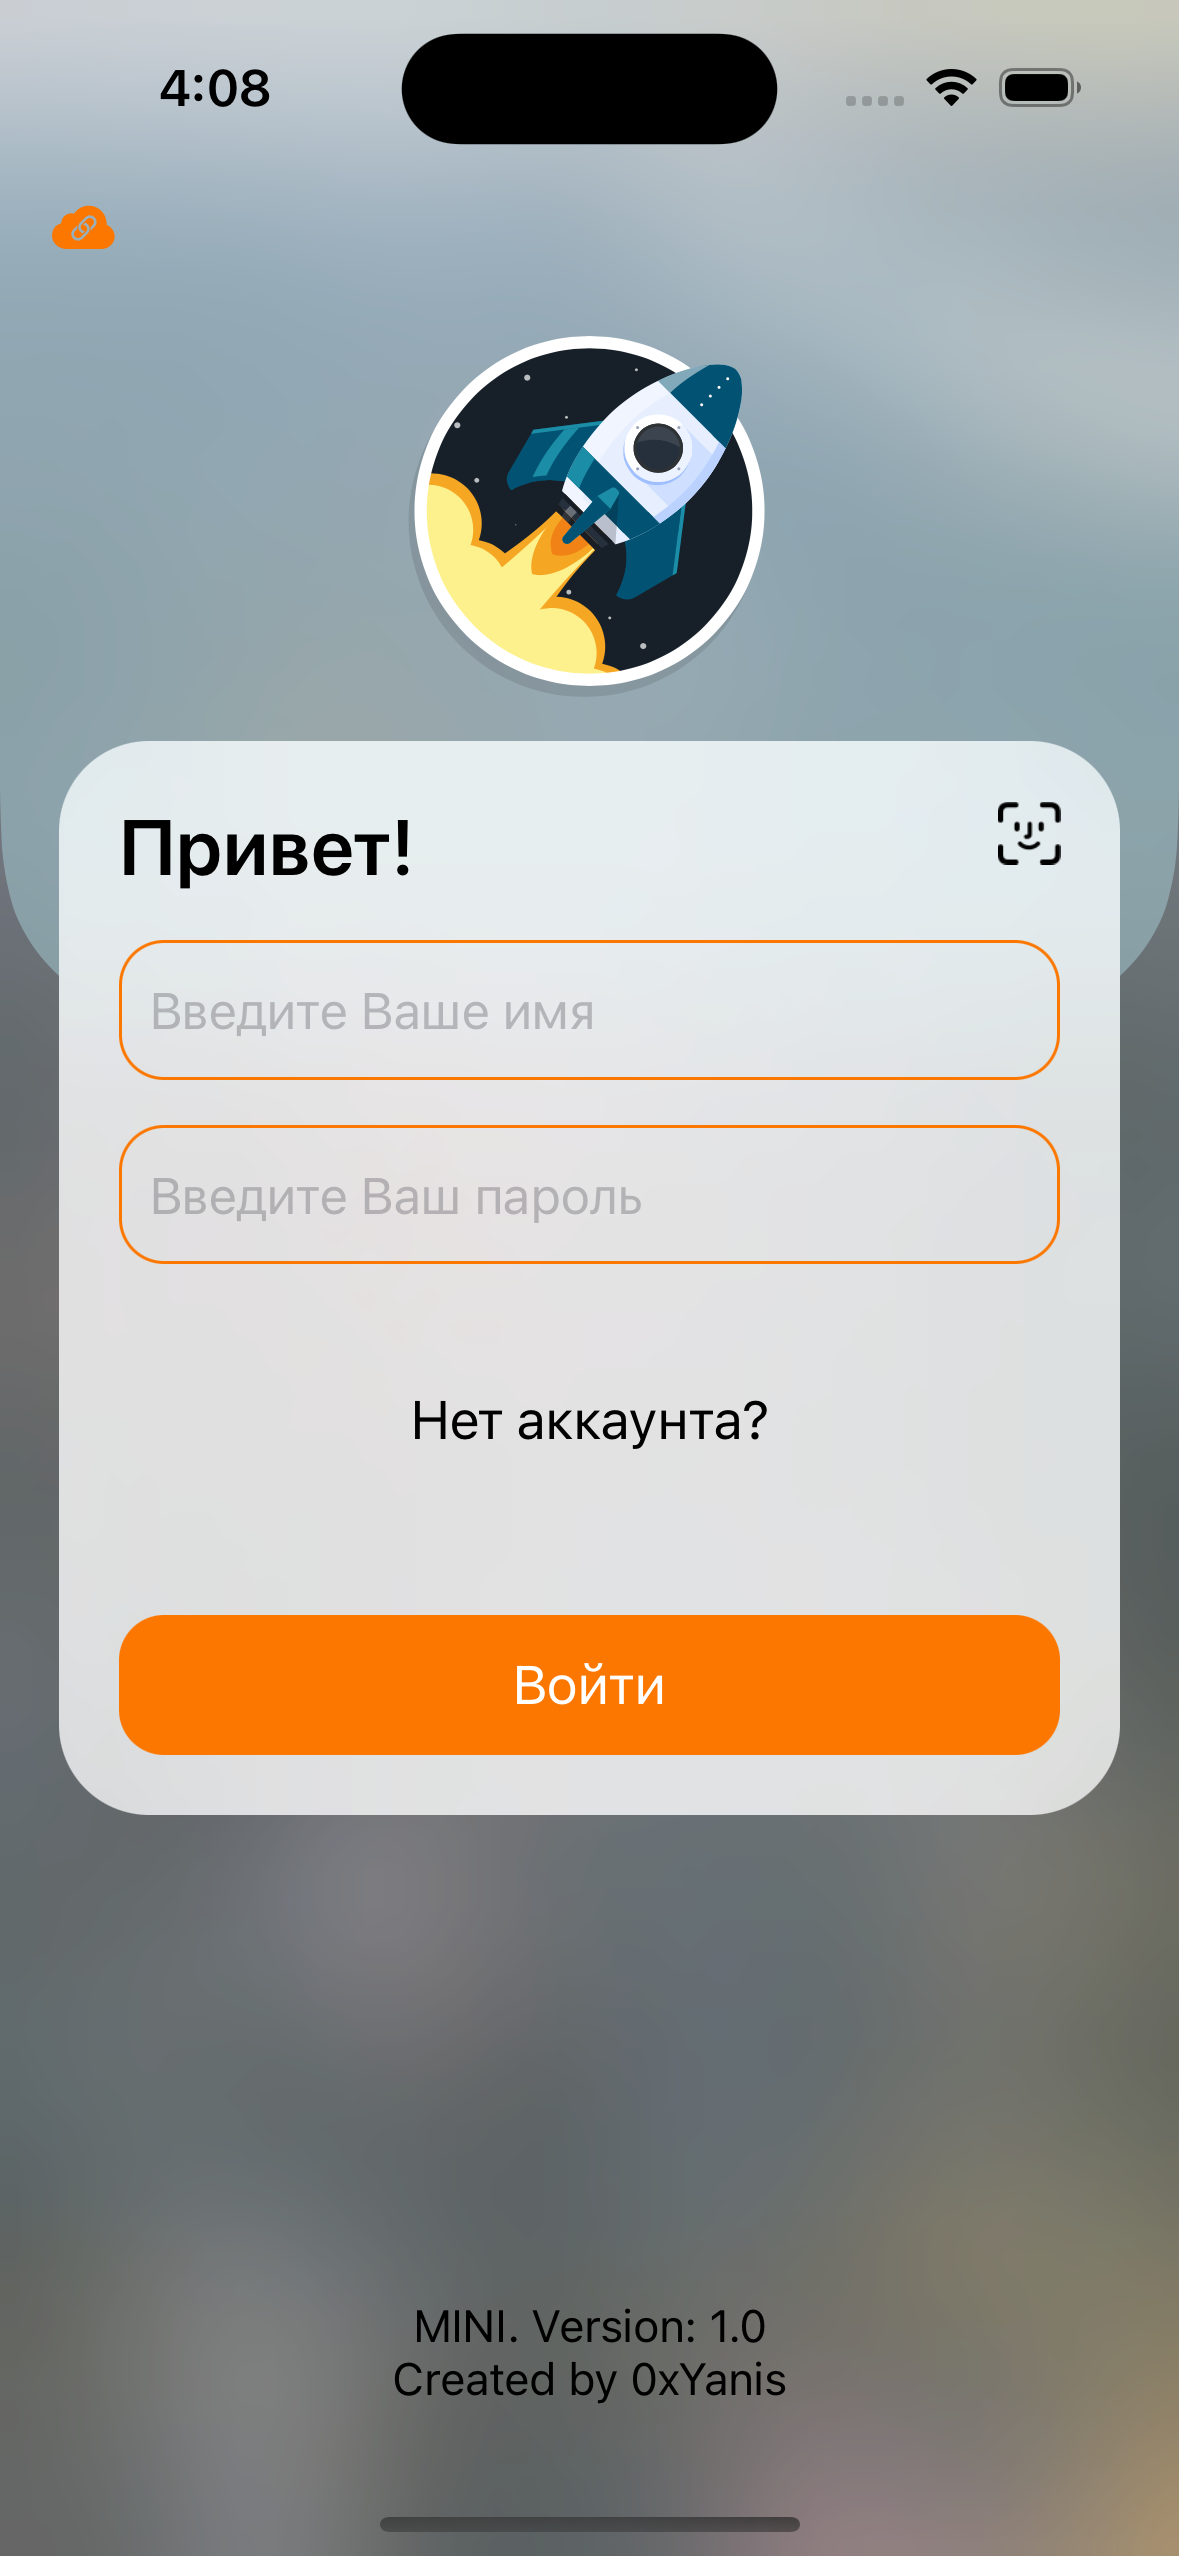 4:08
Привет!
Введите Ваше имя
Введите Ваш пароль
Нет аккаунта?
Войти
MINI. Version: 1.0
Created by 0xYanis